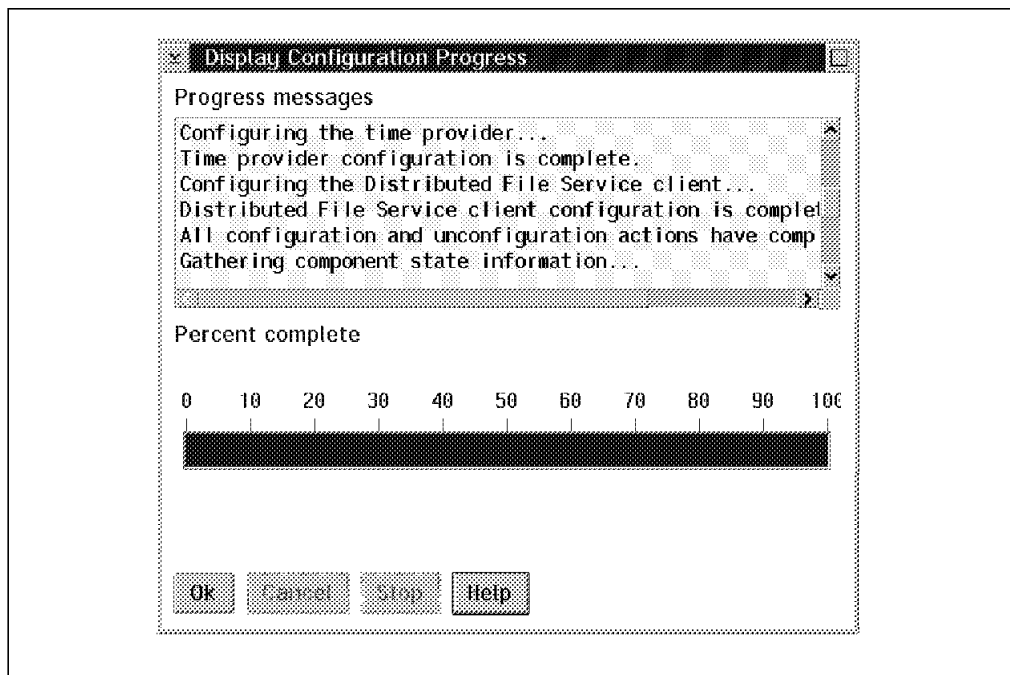 Display Configuration Progress
Progress messages
Configuring the time provider...
Time provider configuration is complete.
Configuring the Distributed File Service client...
Distributed File Service client configuration is complet
All configuration and unconfiguration actions have comp
Gathering component state information...
Percent complete
0 10 20 30 40 50 60 70 80 90 100
Ok Cancel Stop Help